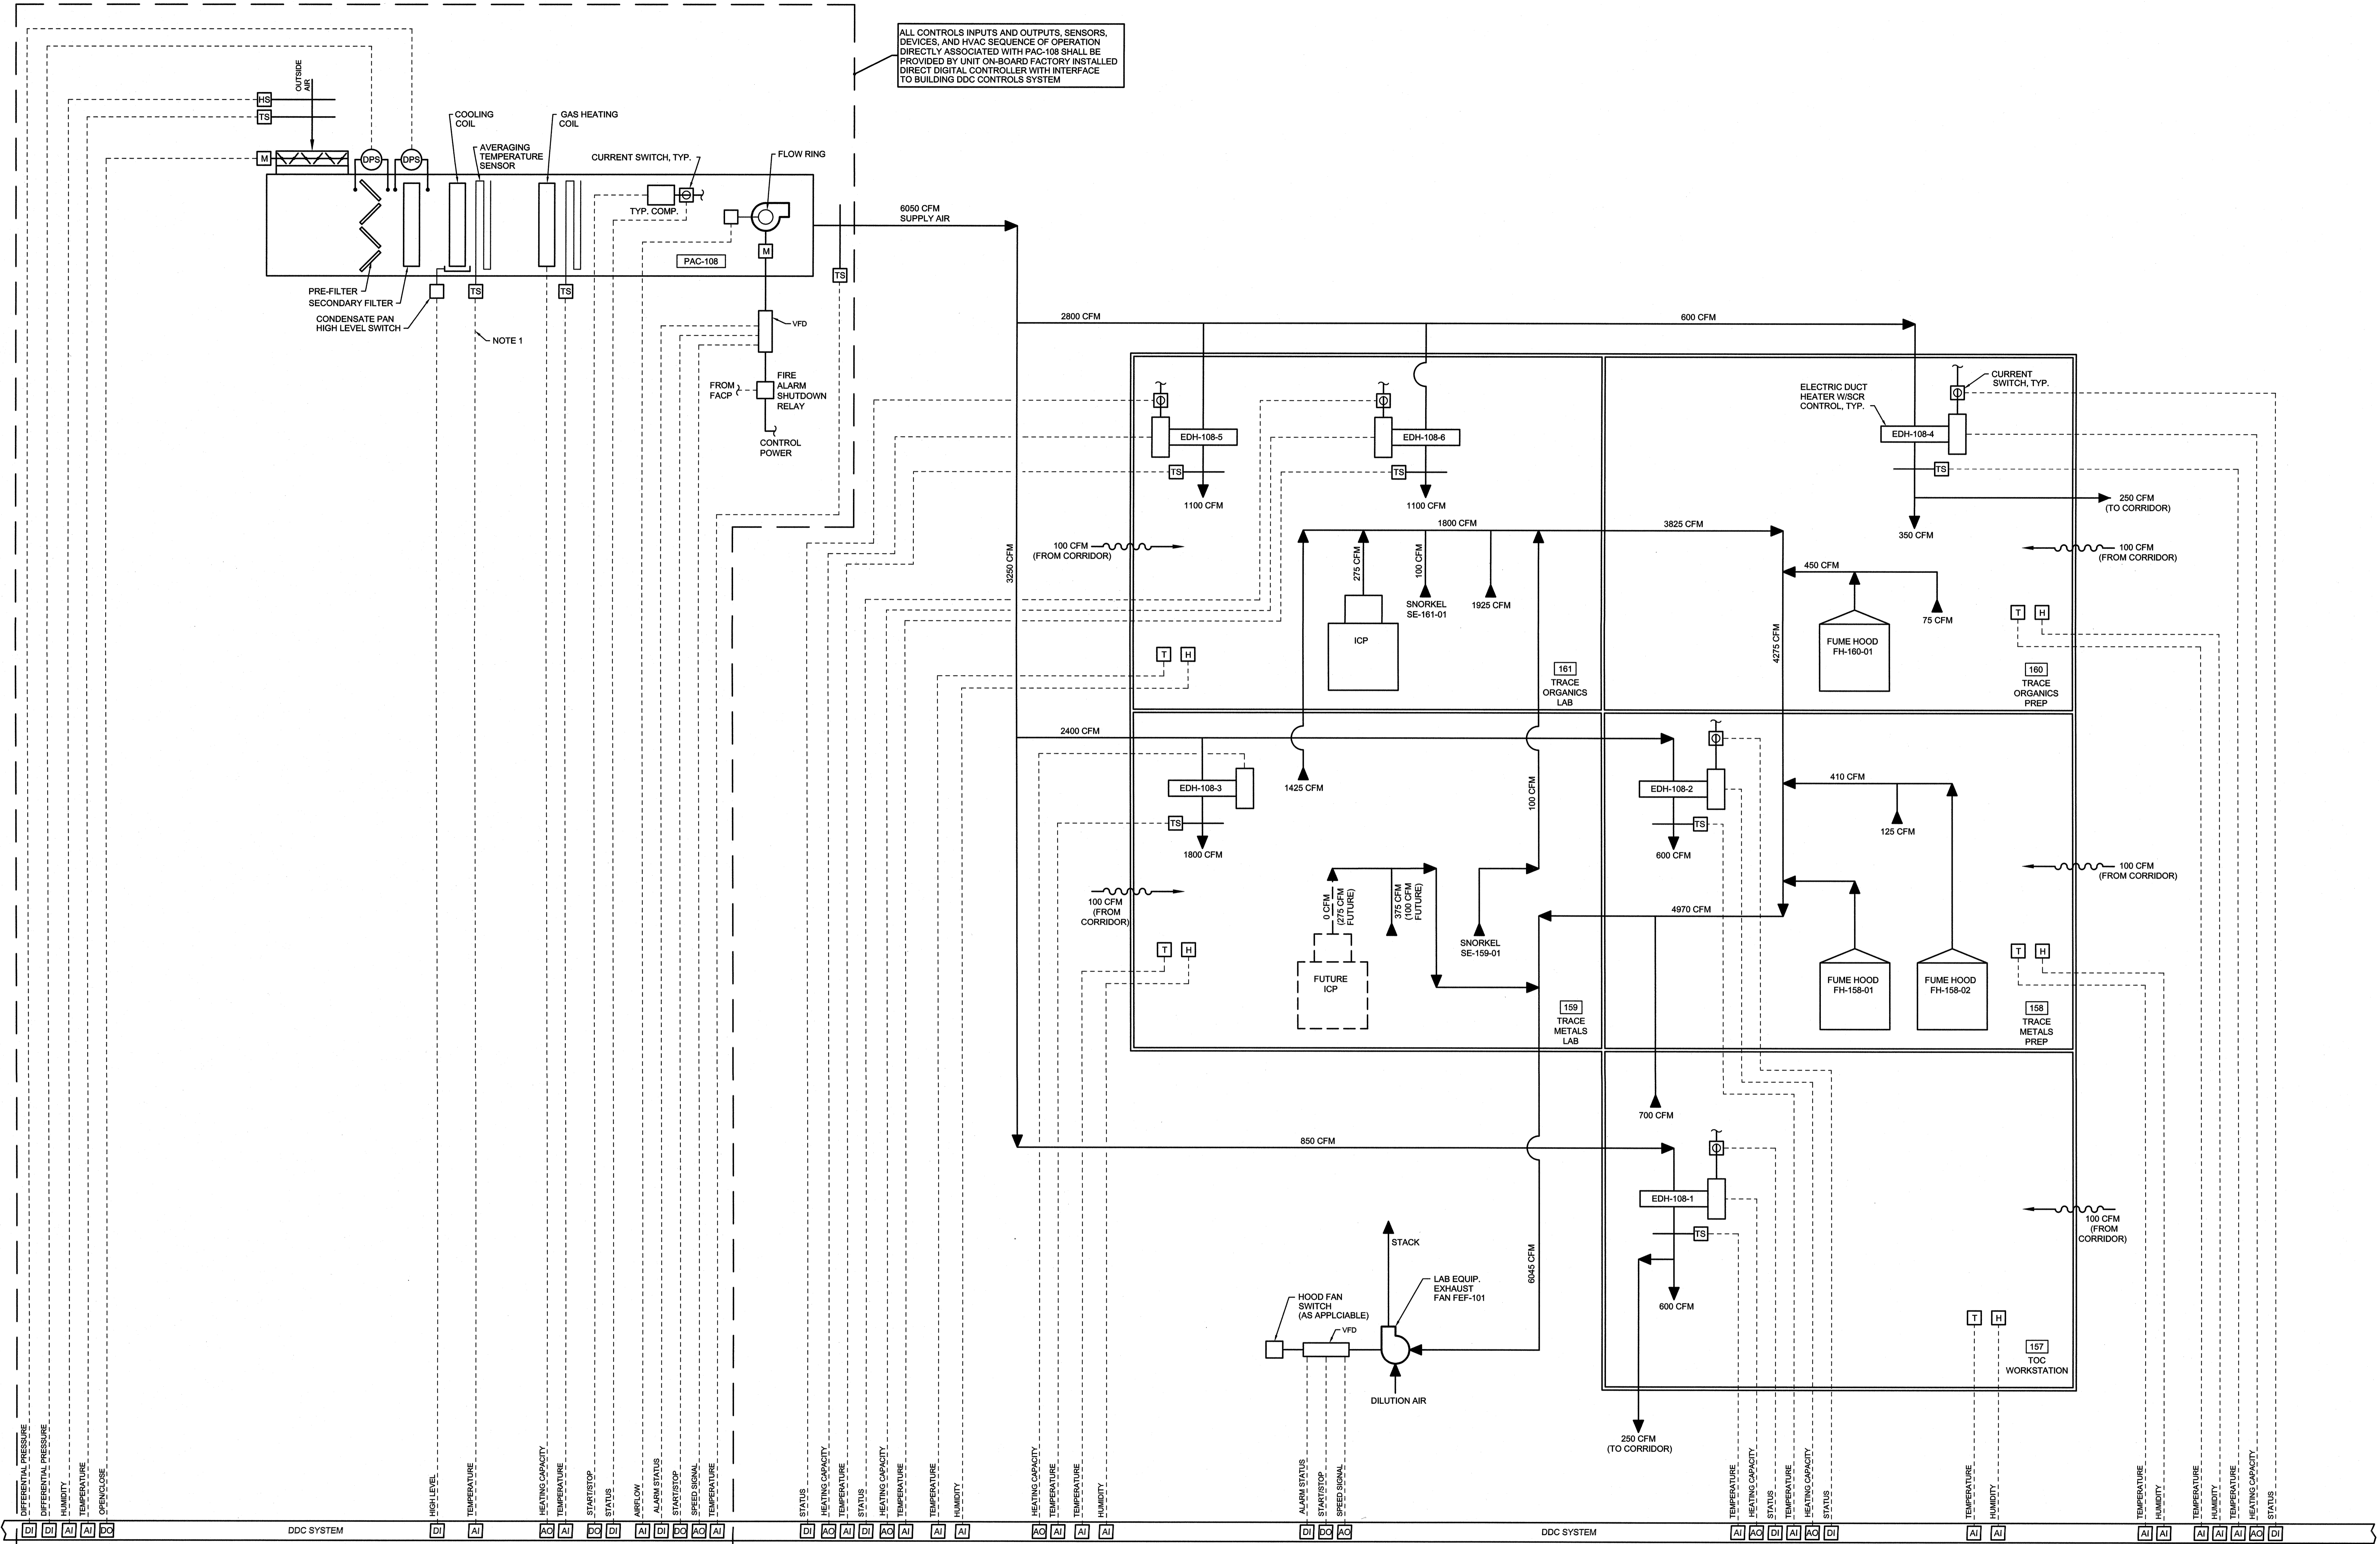 ALL CONTROLS INPUTS AND OUTPUTS, SENSORS,
DEVICES, AND HVAC SEQUENCE OF OPERATION
DIRECTLY ASSOCIATED WITH PAC-108 SHALL BE
PROVIDED BY UNIT ON-BOARD FACTORY INSTALLED
DIRECT DIGITAL CONTROLLER WITH INTERFACE
TO BUILDING DDC CONTROLS SYSTEM
OUTSIDE
AIR
HS
TS
M
DPS
DPS
COOLING
COIL
AVERAGING
TEMPERATURE
SENSOR
GAS HEATING
COIL
CURRENT SWITCH, TYP.
FLOW RING
TYP. COMP.
M
PAC-108
TS
TS
TS
PRE-FILTER
SECONDARY FILTER
CONDENSATE PAN
HIGH LEVEL SWITCH
NOTE 1
VFD
FROM
FACP
FIRE
ALARM
SHUTDOWN
RELAY
CONTROL
POWER
6050 CFM
SUPPLY AIR
2800 CFM
600 CFM
3250 CFM
EDH-108-5
TS
1100 CFM
EDH-108-6
TS
1100 CFM
ELECTRIC DUCT
HEATER W/SCR
CONTROL, TYP.
CURRENT
SWITCH, TYP.
EDH-108-4
TS
250 CFM
(TO CORRIDOR)
350 CFM
100 CFM
(FROM CORRIDOR)
1800 CFM
3825 CFM
275 CFM
100 CFM
SNORKEL
SE-161-01
1925 CFM
ICP
T
H
161
TRACE
ORGANICS
LAB
100 CFM
(FROM CORRIDOR)
450 CFM
75 CFM
FUME HOOD
FH-160-01
4275 CFM
T
H
160
TRACE
ORGANICS
PREP
2400 CFM
EDH-108-3
TS
1800 CFM
1425 CFM
100 CFM
100 CFM
(FROM
CORRIDOR)
0 CFM
(275 CFM
FUTURE)
375 CFM
(100 CFM
FUTURE)
SNORKEL
SE-159-01
FUTURE
ICP
T
H
159
TRACE
METALS
LAB
EDH-108-2
TS
600 CFM
410 CFM
125 CFM
100 CFM
(FROM CORRIDOR)
4970 CFM
FUME HOOD
FH-158-01
FUME HOOD
FH-158-02
T
H
158
TRACE
METALS
PREP
700 CFM
850 CFM
EDH-108-1
TS
600 CFM
250 CFM
(TO CORRIDOR)
100 CFM
(FROM
CORRIDOR)
T
H
157
TOC
WORKSTATION
6045 CFM
STACK
LAB EQUIP.
EXHAUST
FAN FEF-101
HOOD FAN
SWITCH
(AS APPLCIABLE)
VFD
DILUTION AIR
DIFFERENTIAL PRESSURE
DIFFERENTIAL PRESSURE
HUMIDITY
TEMPERATURE
OPEN/CLOSE
HIGH LEVEL
TEMPERATURE
HEATING CAPACITY
TEMPERATURE
START/STOP
STATUS
AIRFLOW
ALARM STATUS
START/STOP
SPEED SIGNAL
TEMPERATURE
STATUS
HEATING CAPACITY
TEMPERATURE
STATUS
HEATING CAPACITY
TEMPERATURE
TEMPERATURE
HUMIDITY
HEATING CAPACITY
TEMPERATURE
TEMPERATURE
HUMIDITY
ALARM STATUS
START/STOP
SPEED SIGNAL
TEMPERATURE
HEATING CAPACITY
STATUS
TEMPERATURE
HEATING CAPACITY
STATUS
TEMPERATURE
HUMIDITY
TEMPERATURE
HUMIDITY
TEMPERATURE
HUMIDITY
TEMPERATURE
HEATING CAPACITY
STATUS
DI DI AI AI DO DDC SYSTEM DI AI AO AI DO DI AI DI DO AO AI DI AO AI DI AO AI AI AI AO AI AI AI DI DO AO DDC SYSTEM AI AO DI AI AO DI AI AI AI AI AI AI AI AO DI